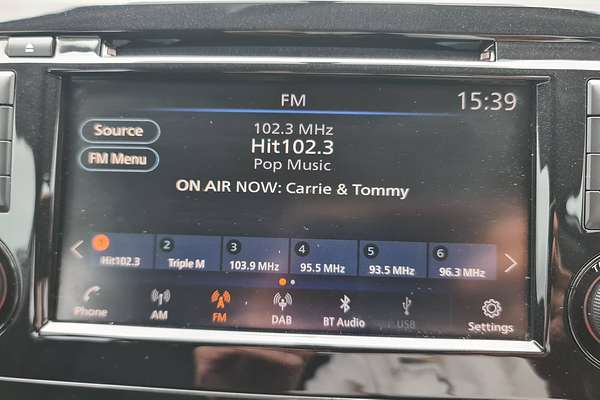 FM
15:39
Source
102.3 MHz
FM Menu
Hit102.3
Pop Music
ON AIR NOW: Carrie & Tommy
1 Hit102.3
2 Triple M
3 103.9 MHz
4 95.5 MHz
5 93.5 MHz
6 96.3 MHz
Phone
AM
FM
DAB
BT Audio
USB
Settings